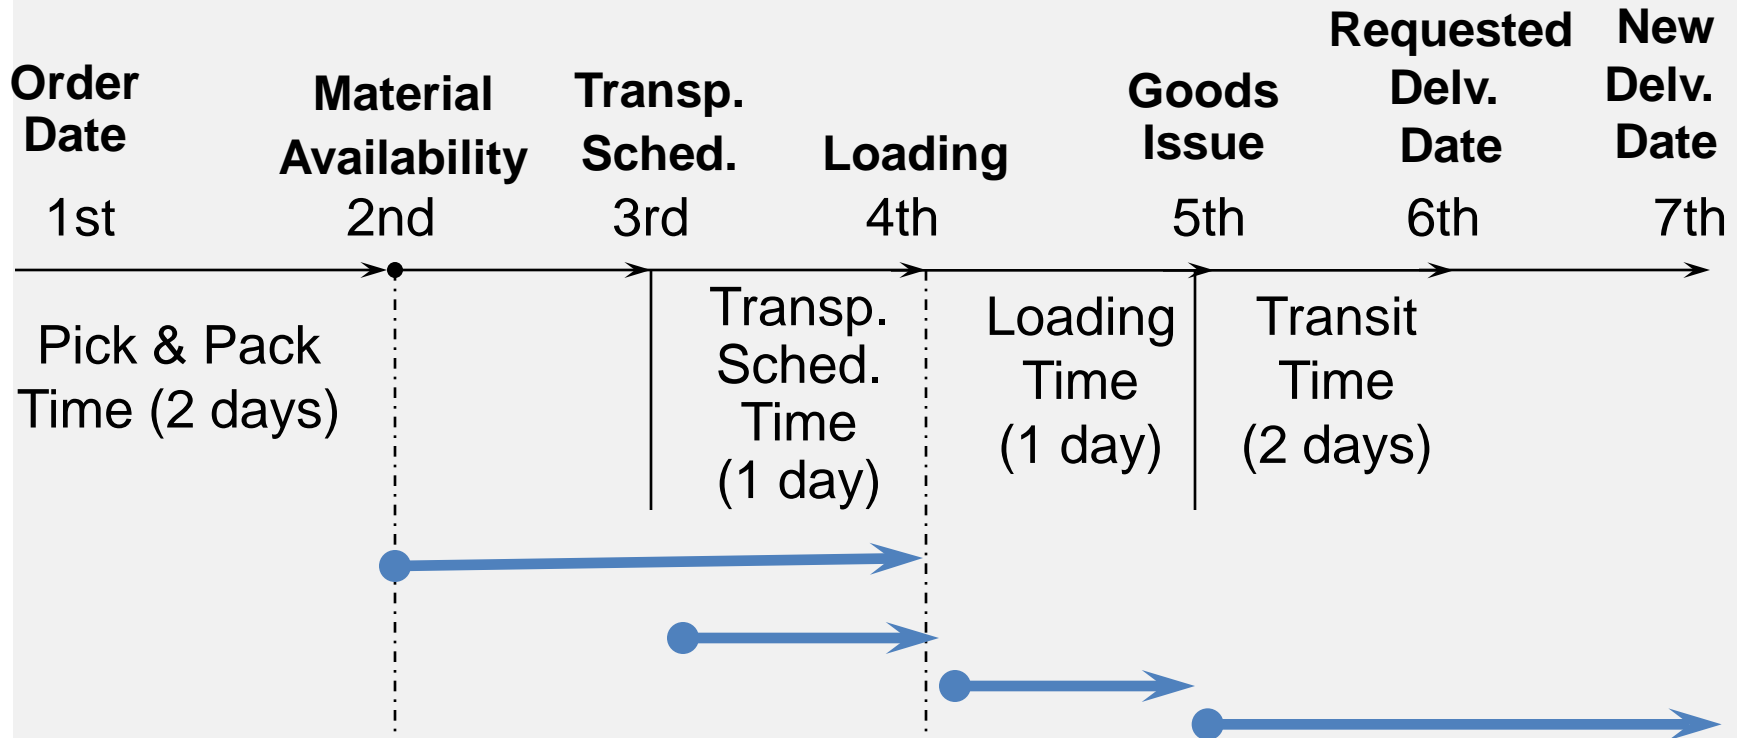 Order
Date
1st
Material
Availability
2nd
Transp.
Sched.
3rd
Loading
4th
Goods
Issue
5th
Requested
Delv.
Date
6th
New
Delv.
Date
7th
Pick & Pack
Time (2 days)
Transp.
Sched.
Time
(1 day)
Loading
Time
(1 day)
Transit
Time
(2 days)